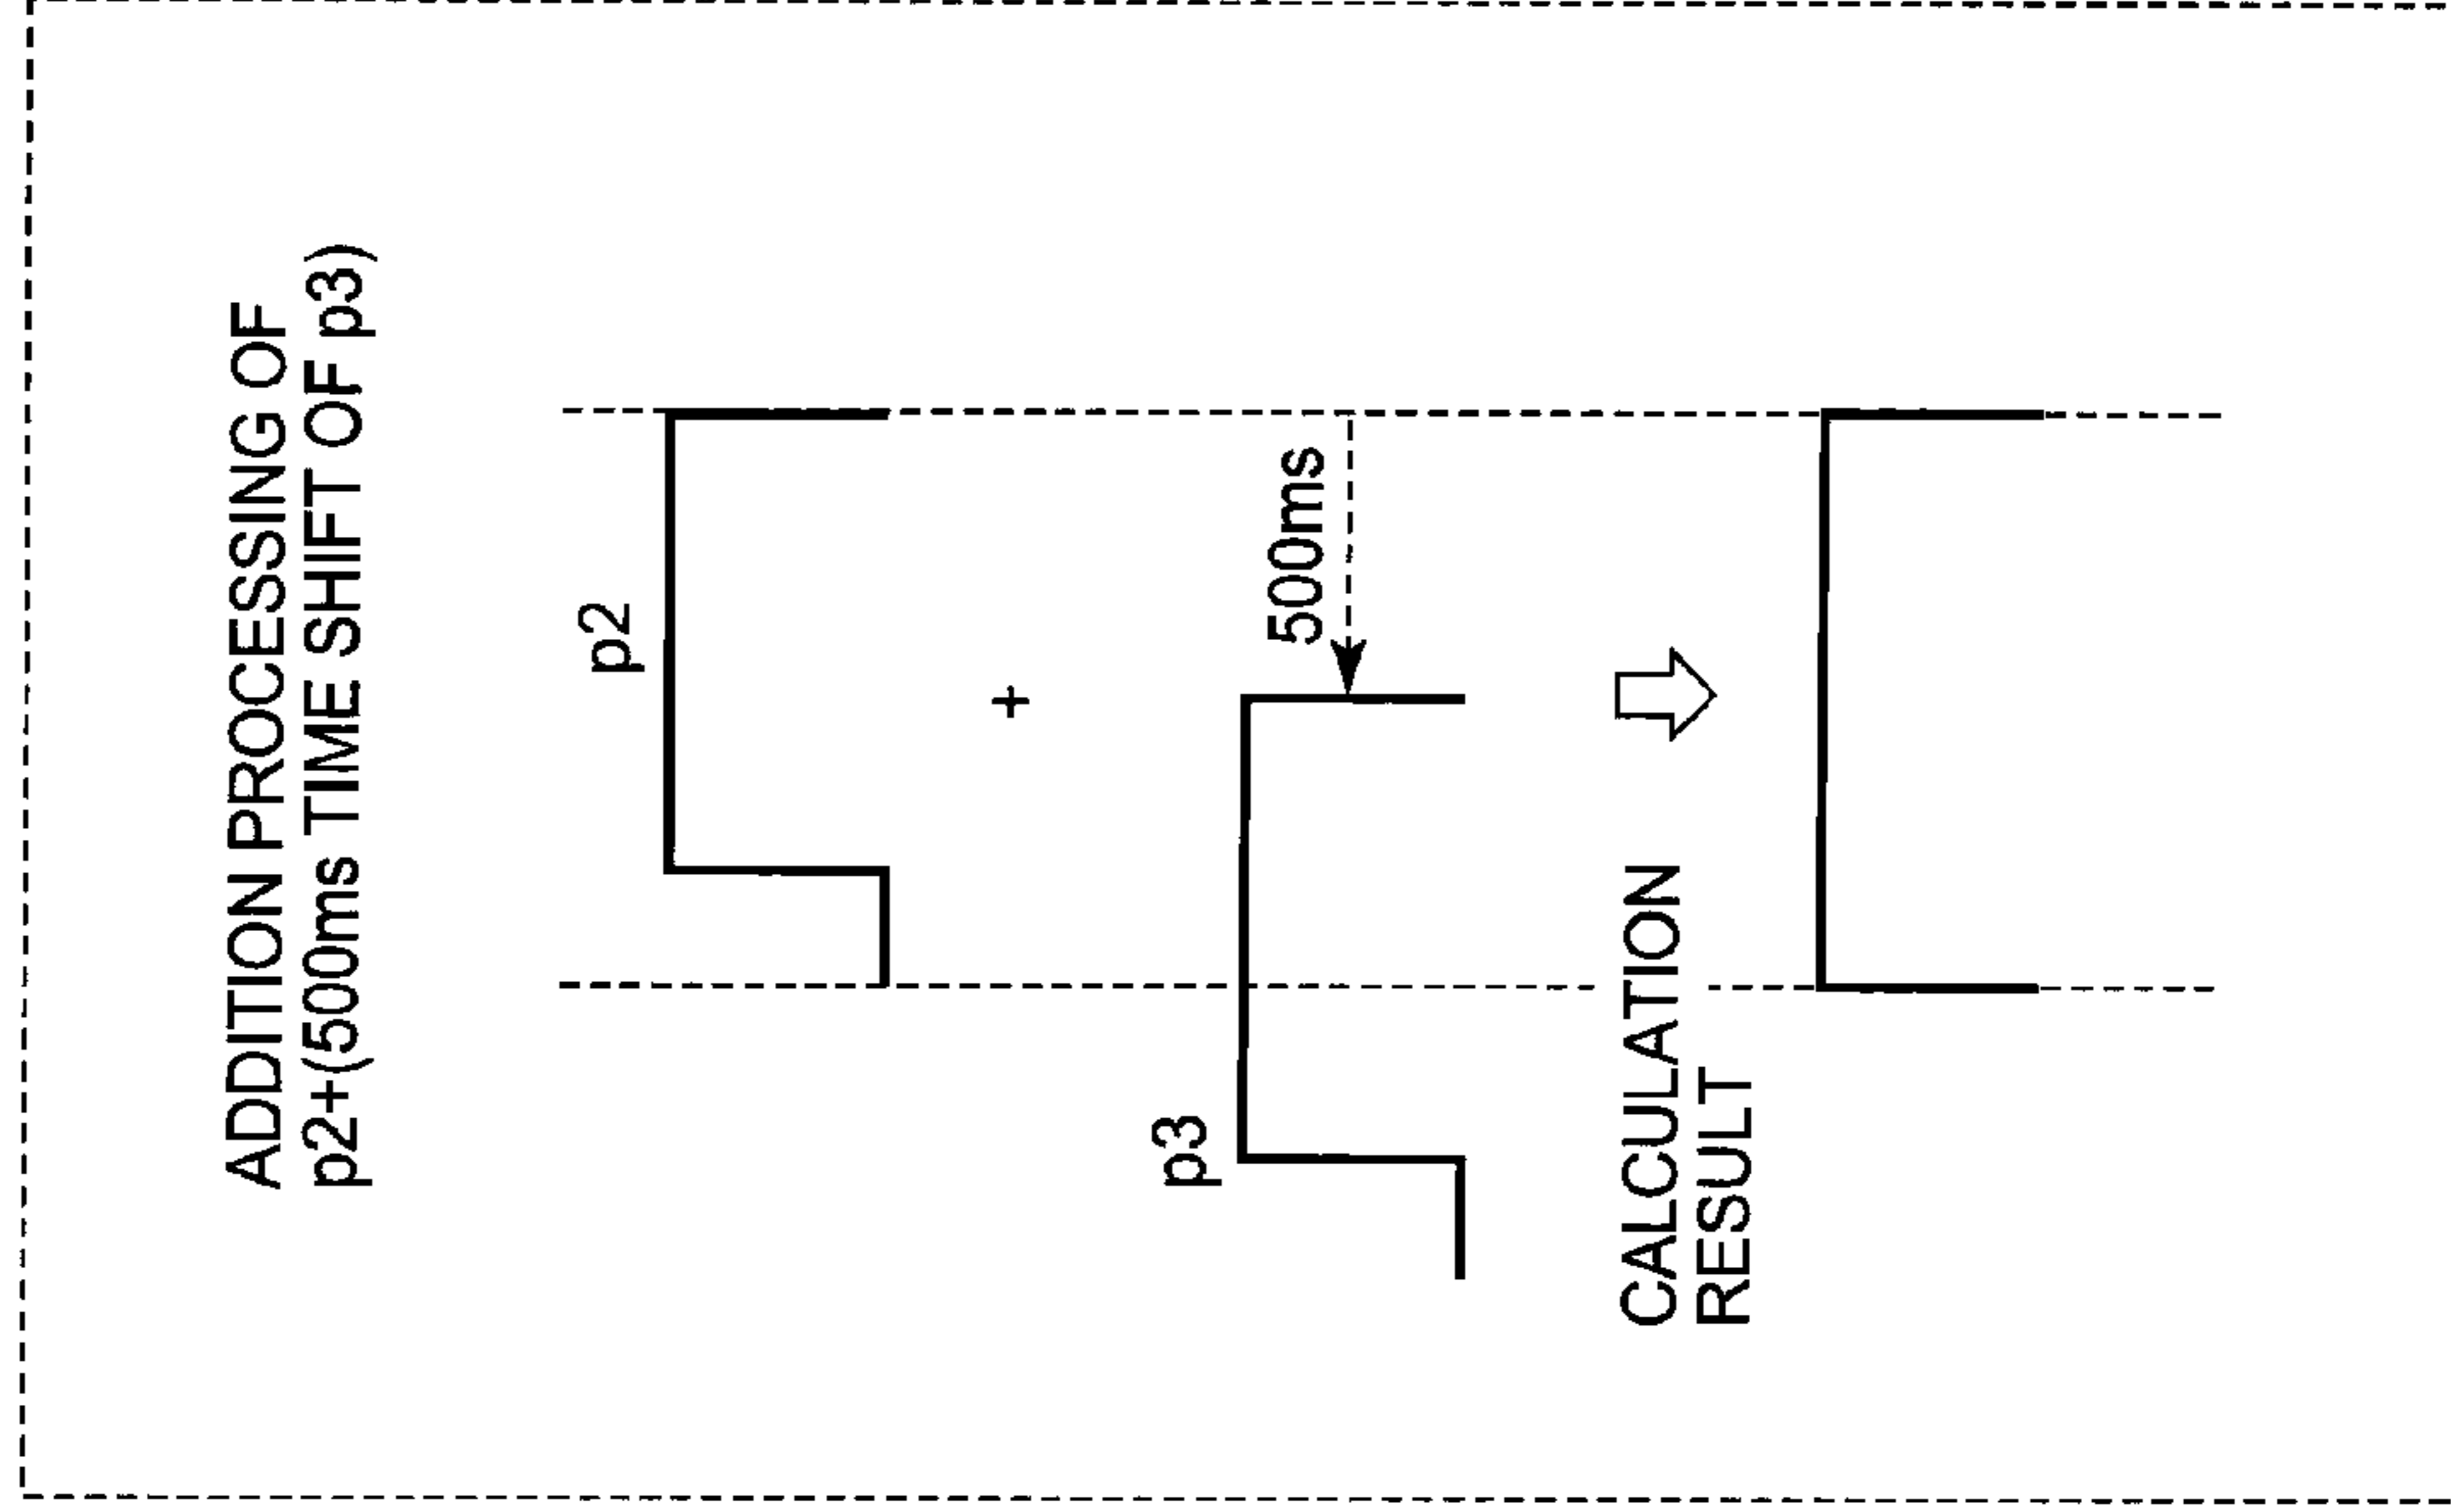 ADDITION PROCESSING OF
p2+(500ms TIME SHIFT OF p3)
p2
+
p3
500ms
CALCULATION
RESULT